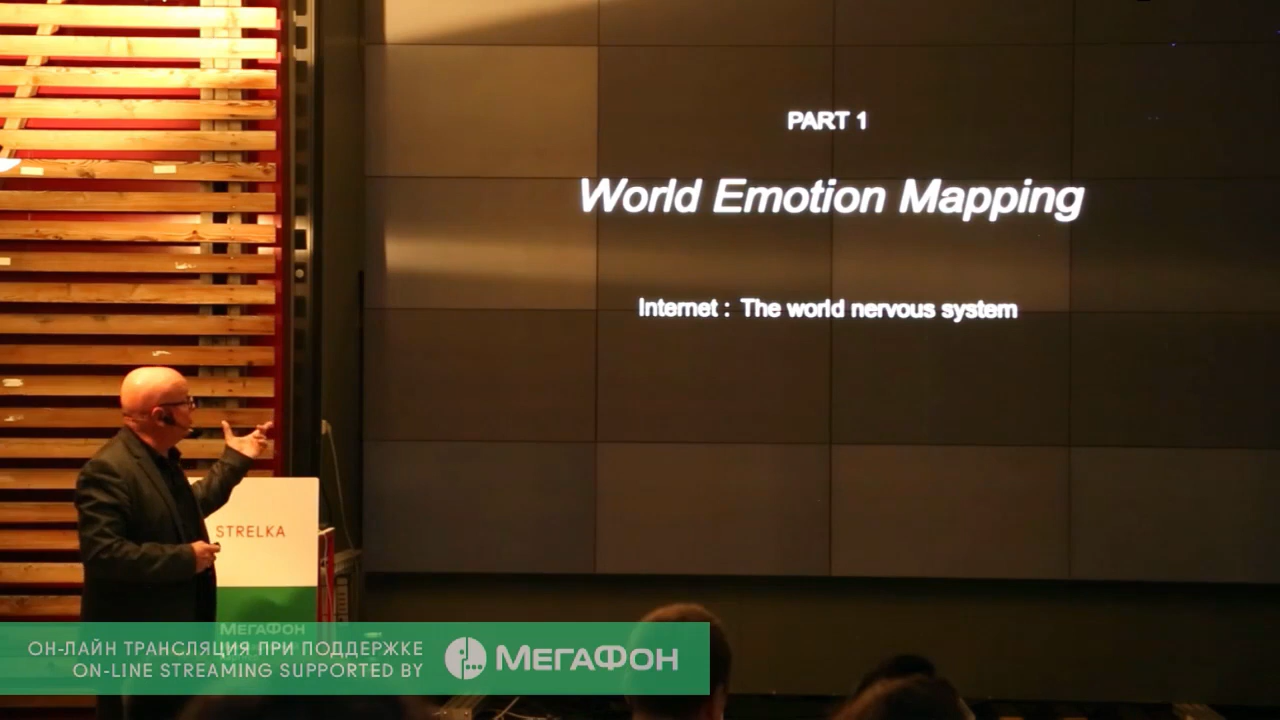 PART 1
World Emotion Mapping
Internet : The world nervous system
STRELKA
МЕГАФОН
ОН-ЛАЙН ТРАНСЛЯЦИЯ ПРИ ПОДДЕРЖКЕ
ON-LINE STREAMING SUPPORTED BY
МЕГАФОН